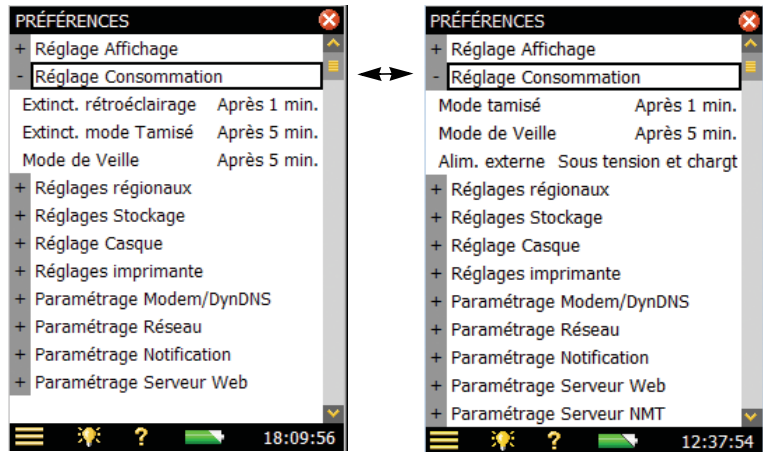 PRÉFÉRENCES
+ Réglage Affichage
- Réglage Consommation
Extinct. rétroéclairage Après 1 min.
Extinct. mode Tamisé Après 5 min.
Mode de Veille Après 5 min.
+ Réglages régionaux
+ Réglages Stockage
+ Réglage Casque
+ Réglages imprimante
+ Paramétrage Modem/DynDNS
+ Paramétrage Réseau
+ Paramétrage Notification
+ Paramétrage Serveur Web
? 18:09:56
PRÉFÉRENCES
+ Réglage Affichage
- Réglage Consommation
Mode tamisé Après 1 min.
Mode de Veille Après 5 min.
Alim. externe Sous tension et chargt
+ Réglages régionaux
+ Réglages Stockage
+ Réglage Casque
+ Réglages imprimante
+ Paramétrage Modem/DynDNS
+ Paramétrage Réseau
+ Paramétrage Notification
+ Paramétrage Serveur Web
+ Paramétrage Serveur NMT
? 12:37:54